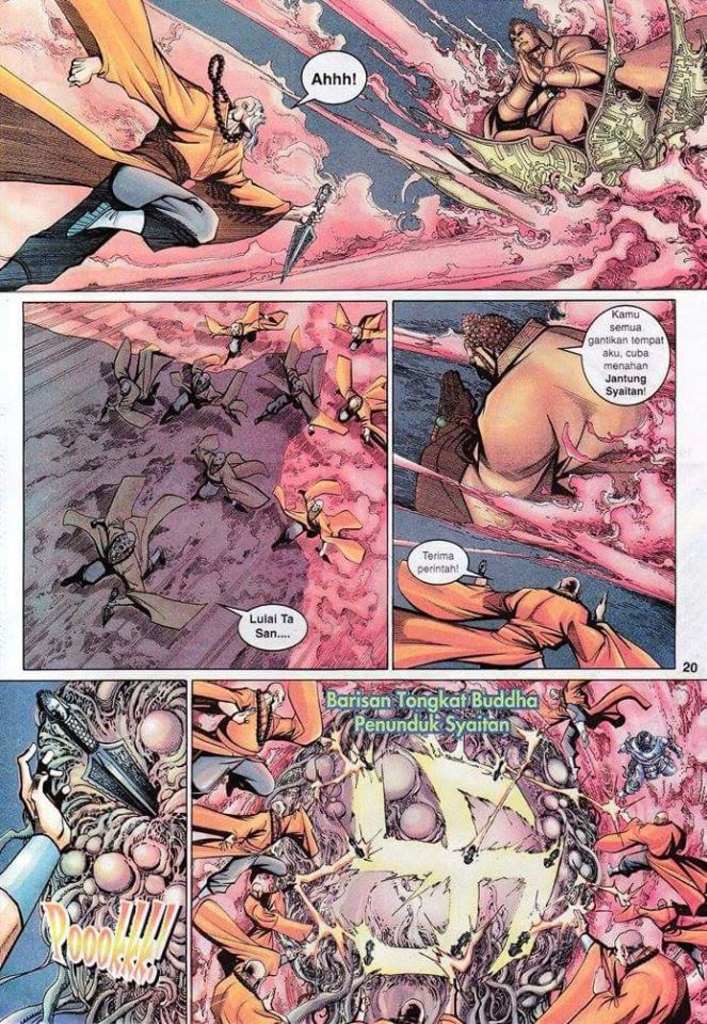 Ahhh!
Kamu
semua
gantikan tempat
aku, cuba
menahan
Jantung
Syaitan!
Terima
perintah!
Lulai Ta
San....
20
Barisan Tongkat Buddha
Penunduk Syaitan
Poookkk!